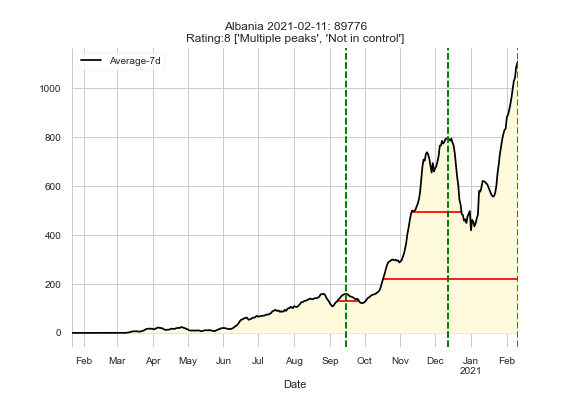 Albania 2021-02-11: 89776
Rating:8 ['Multiple peaks', 'Not in control']
Average-7d
1000
800
600
400
200
0
Feb Mar Apr May Jun Jul Aug Sep Oct Nov Dec Jan Feb
2021
Date